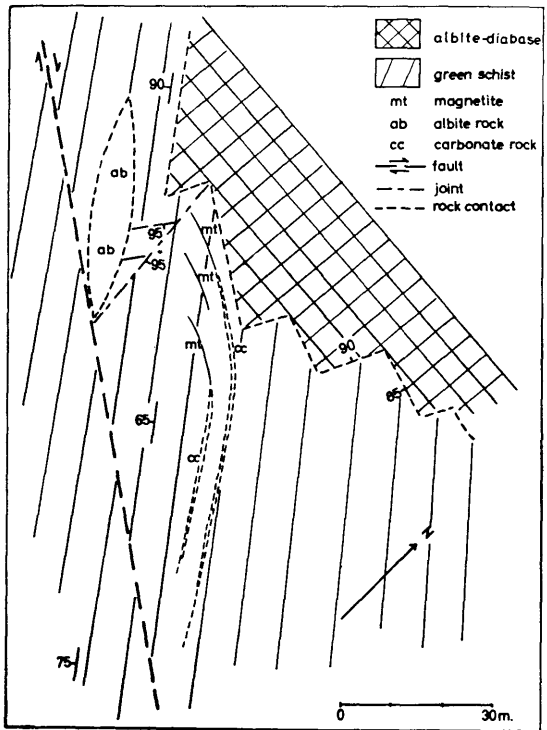 albite-diabase
green schist
mt magnetite
ab albite rock
cc carbonate rock
fault
joint
rock contact
90
ab
ab
95
95
mt
mt
mt
cc
90
85
65
cc
N
75
0 30 m.